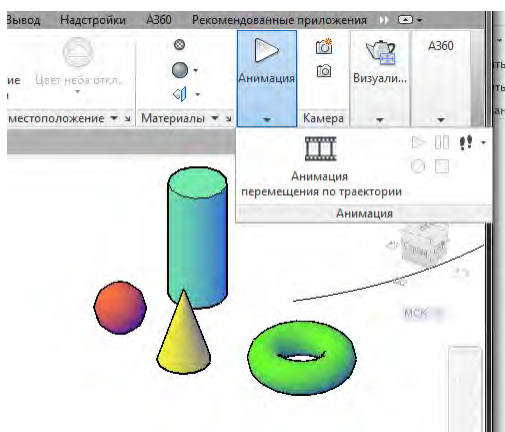 Вывод Надстройки A360 Рекомендованные приложения
Цвет неба откл.
Анимация
Визуали...
A360
местоположение Материалы Камера
Анимация
перемещения по траектории
Анимация
МСК